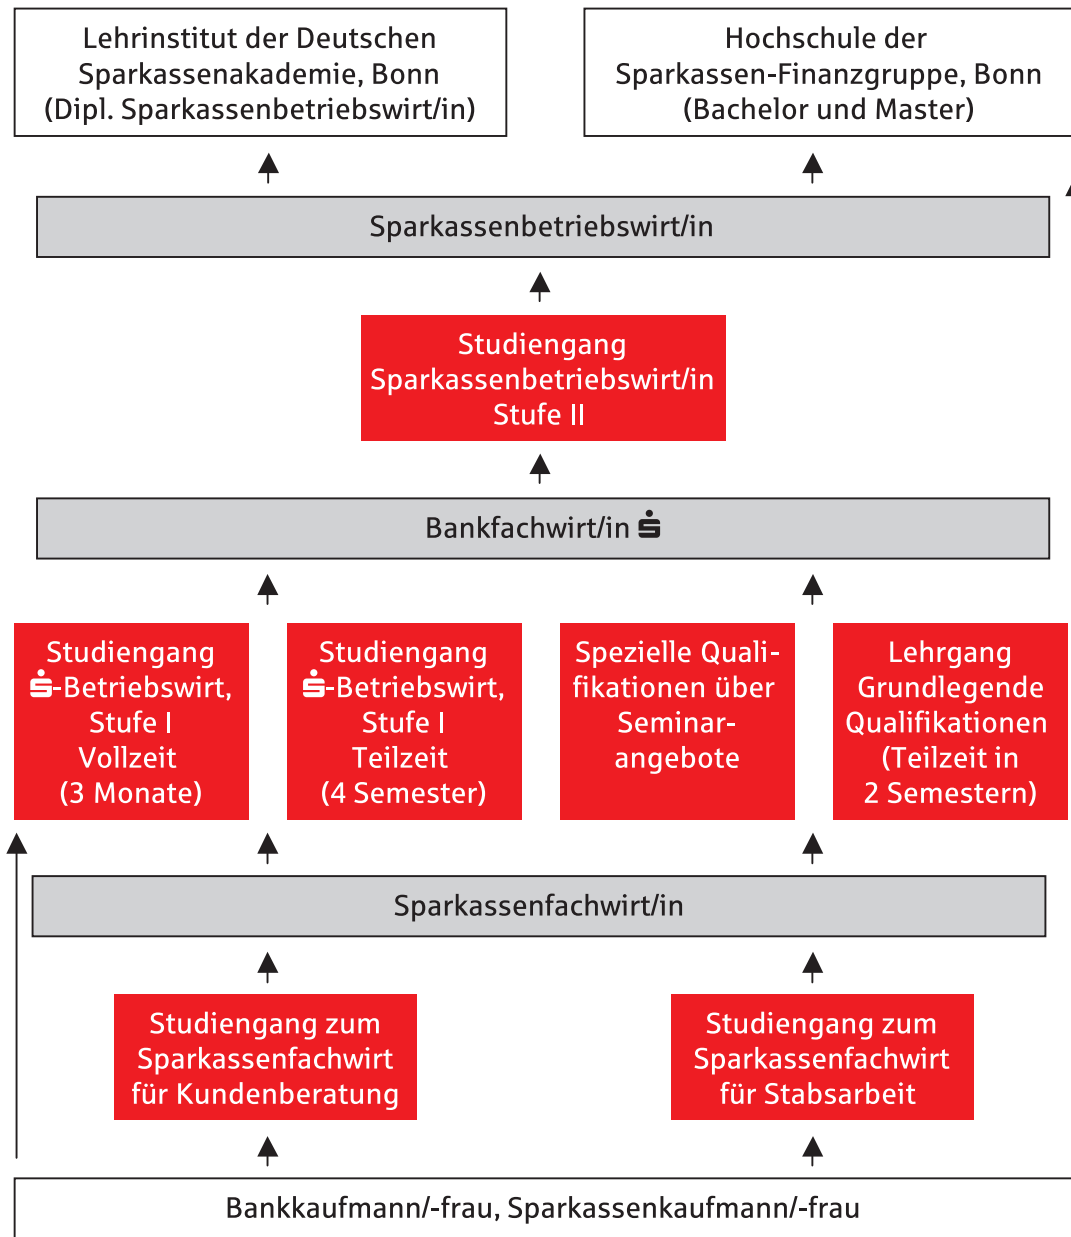 Lehrinstitut der Deutschen
Sparkassenakademie, Bonn
(Dipl. Sparkassenbetriebswirt/in)
Hochschule der
Sparkassen-Finanzgruppe, Bonn
(Bachelor und Master)
Sparkassenbetriebswirt/in
Studiengang
Sparkassenbetriebswirt/in
Stufe II
Bankfachwirt/in S
Studiengang
S-Betriebswirt,
Stufe I
Vollzeit
(3 Monate)
Studiengang
S-Betriebswirt,
Stufe I
Teilzeit
(4 Semester)
Spezielle Quali-
fikationen über
Seminar-
angebote
Lehrgang
Grundlegende
Qualifikationen
(Teilzeit in
2 Semestern)
Sparkassenfachwirt/in
Studiengang zum
Sparkassenfachwirt
für Kundenberatung
Studiengang zum
Sparkassenfachwirt
für Stabsarbeit
Bankkaufmann/-frau, Sparkassenkaufmann/-frau